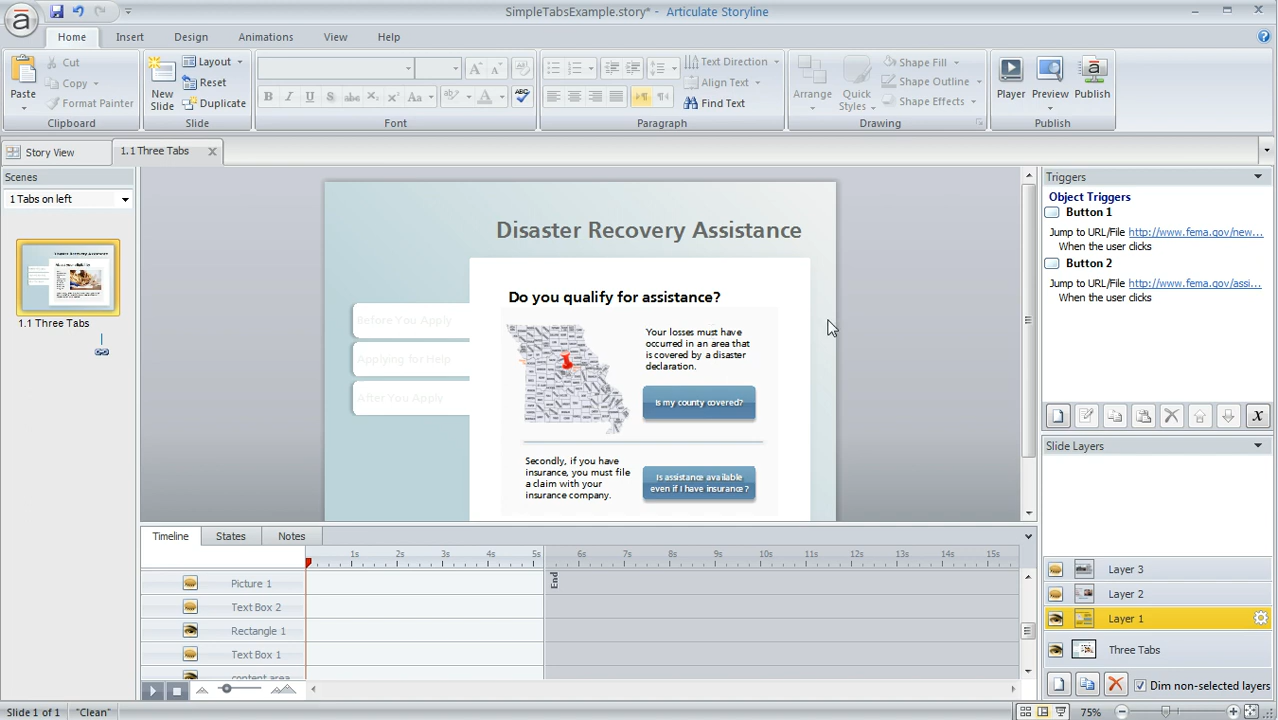 SimpleTabsExample.story* - Articulate Storyline
Home Insert Design Animations View Help
Paste
Cut
Copy
Format Painter
Clipboard
New Slide
Layout
Reset
Duplicate
Slide
Font
Text Direction
Align Text
Find Text
Paragraph
Arrange
Quick Styles
Shape Fill
Shape Outline
Shape Effects
Drawing
Player
Preview
Publish
Publish
Story View
1.1 Three Tabs
Scenes
1 Tabs on left
1.1 Three Tabs
Disaster Recovery Assistance
Do you qualify for assistance?
Before You Apply
Applying for Help
After You Apply
Your losses must have
occurred in an area that
is covered by a disaster
declaration.
Is my county covered?
Secondly, if you have
insurance, you must file
a claim with your
insurance company.
Is assistance available
even if I have insurance?
Triggers
Object Triggers
Button 1
Jump to URL/File http://www.fema.gov/new...
When the user clicks
Button 2
Jump to URL/File http://www.fema.gov/assi...
When the user clicks
Slide Layers
Layer 3
Layer 2
Layer 1
Three Tabs
Dim non-selected layers
Timeline States Notes
1s 2s 3s 4s 5s 6s 7s 8s 9s 10s 11s 12s 13s 14s 15s
End
Picture 1
Text Box 2
Rectangle 1
Text Box 1
content area
Slide 1 of 1 "Clean" 75%